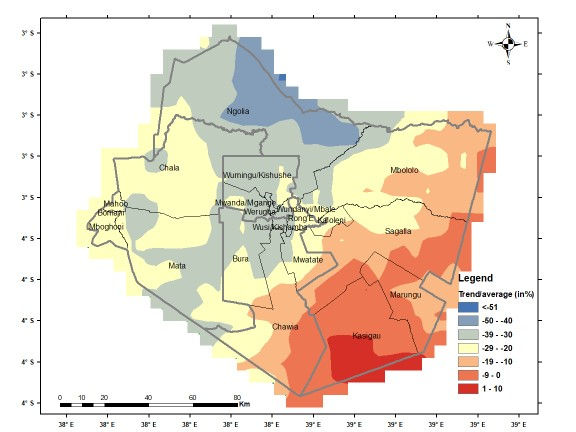 N
W E
S
3° S
3° S
3° S
3° S
3° S
4° S
4° S
4° S
4° S
4° S
Ngolia
Chala
Mbololo
Wumingu/Kishushe
Mahoo
Bomani
Mboghoni
Mwanda/Mgange
Werugha
Wundanyi/Mbale
Rong'e
Kaloleni
Wusi/Kishamba
Sagalla
Mata
Bura
Mwatate
Marungu
Chawia
Kasigau
Legend
Trend/average (in%)
<-51
-50 - -40
-39 - -30
-29 - -20
-19 - -10
-9 - 0
1 - 10
0 10 20 40 60 80
Km
38° E 38° E 38° E 38° E 38° E 39° E 39° E 39° E 39° E 39° E 39° E